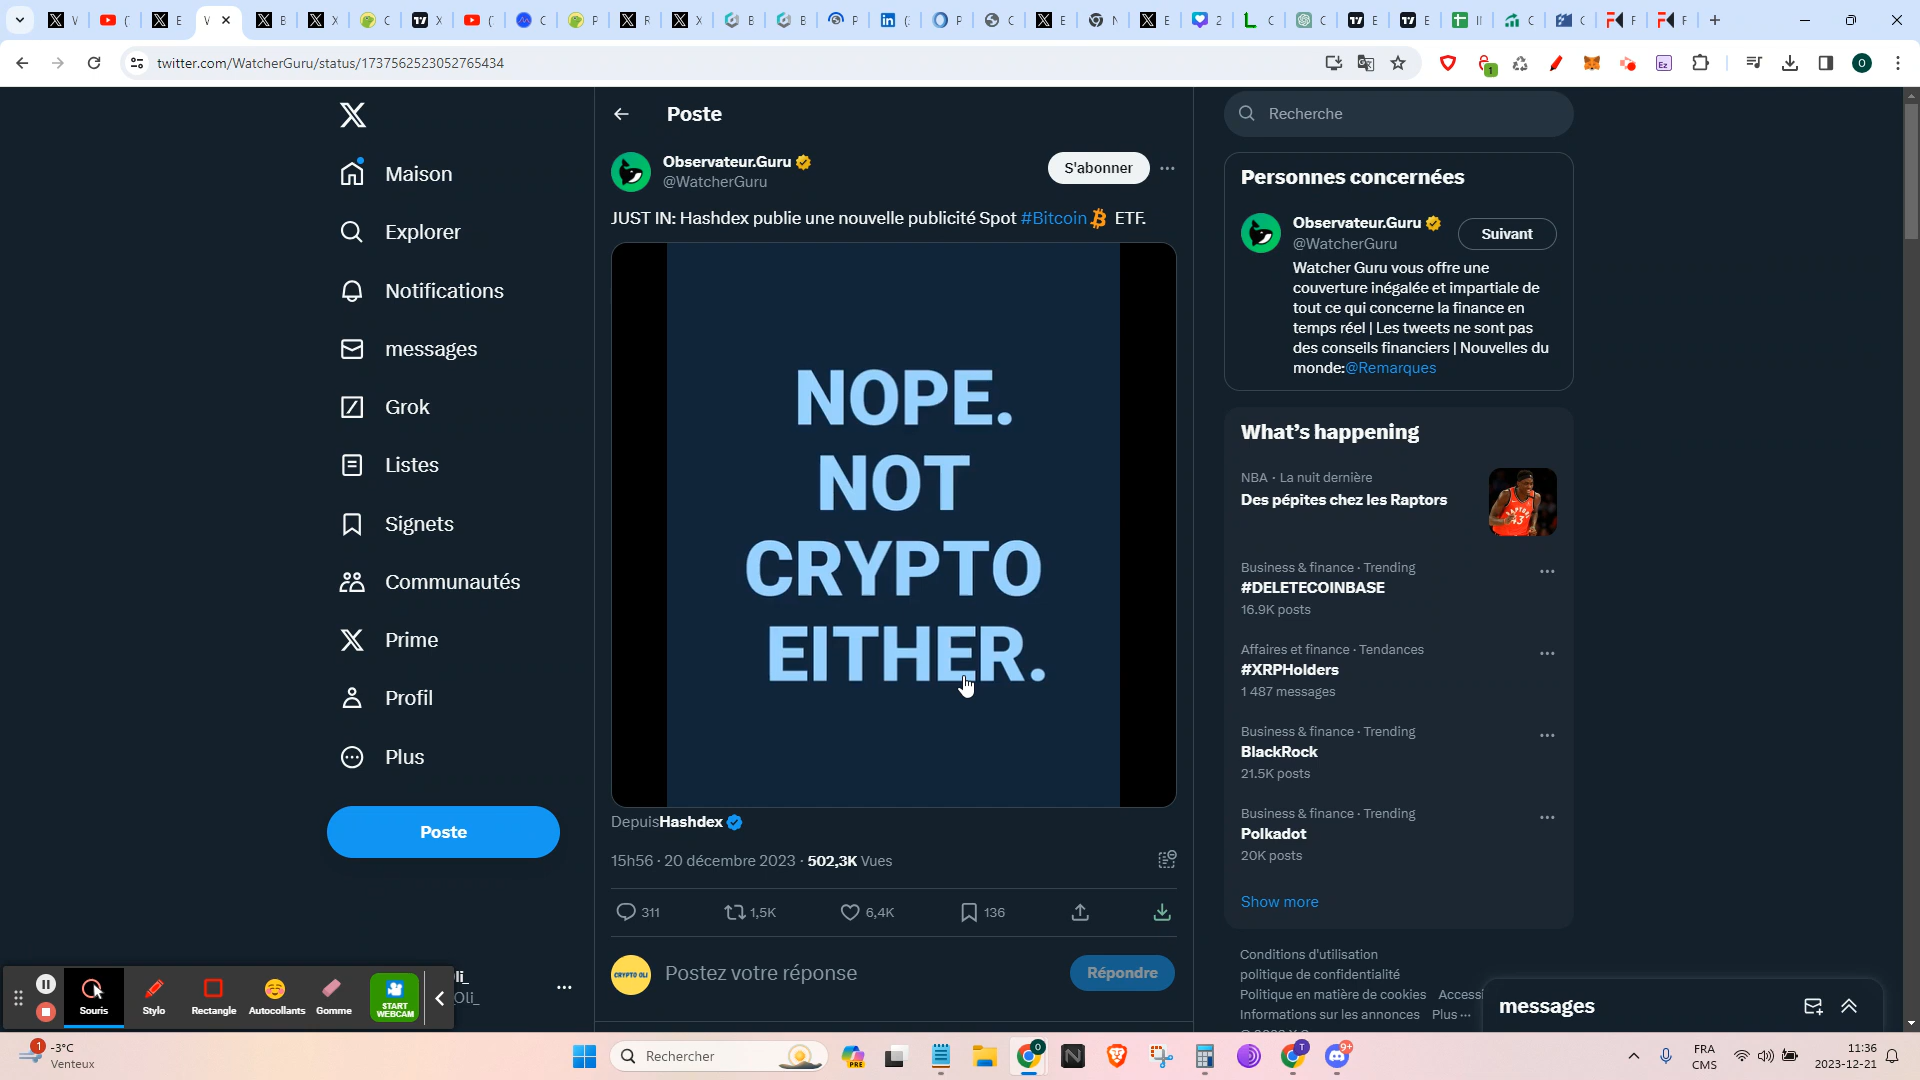 twitter.com/WatcherGuru/status/1737562523052765434
Maison
Explorer
Notifications
messages
Grok
Listes
Signets
Communautés
Prime
Profil
Plus
Poste
Poste
Observateur.Guru
@WatcherGuru
S'abonner
JUST IN: Hashdex publie une nouvelle publicité Spot #Bitcoin ETF.
NOPE.
NOT
CRYPTO
EITHER.
DepuisHashdex
15h56 · 20 décembre 2023 · 502,3K Vues
311
1,5K
6,4K
136
CRYPTO OLI
Postez votre réponse
Répondre
Recherche
Personnes concernées
Observateur.Guru
@WatcherGuru
Suivant
Watcher Guru vous offre une
couverture inégalée et impartiale de
tout ce qui concerne la finance en
temps réel | Les tweets ne sont pas
des conseils financiers | Nouvelles du
monde:@Remarques
What's happening
NBA · La nuit dernière
Des pépites chez les Raptors
Business & finance · Trending
#DELETECOINBASE
16.9K posts
Affaires et finance · Tendances
#XRPHolders
1 487 messages
Business & finance · Trending
BlackRock
21.5K posts
Business & finance · Trending
Polkadot
20K posts
Show more
Conditions d'utilisation
politique de confidentialité
Politique en matière de cookies Accessi
Informations sur les annonces Plus ···
messages
Souris
Stylo
Rectangle
Autocollants
Gomme
START
WEBCAM
-3°C
Venteux
Rechercher
FRA
CMS
11:36
2023-12-21